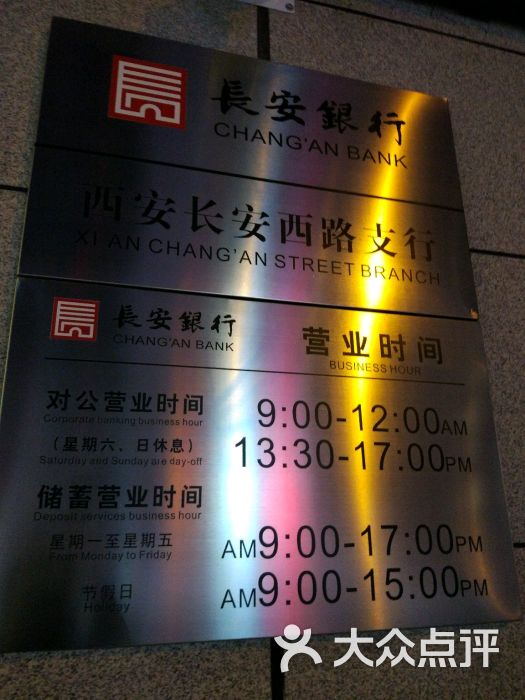 長安銀行
CHANG'AN BANK
西安长安西路支行
XI AN CHANG'AN STREET BRANCH
長安銀行
CHANG'AN BANK
营业时间
BUSINESS HOUR
对公营业时间
Corporate banking business hour
9:00-12:00AM
(星期六、日休息)
Saturday and Sunday are day-off
13:30-17:00PM
储蓄营业时间
Deposit services business hour
星期一至星期五
From Monday to Friday
AM9:00-17:00PM
节假日
Holiday
AM9:00-15:00PM
大众点评